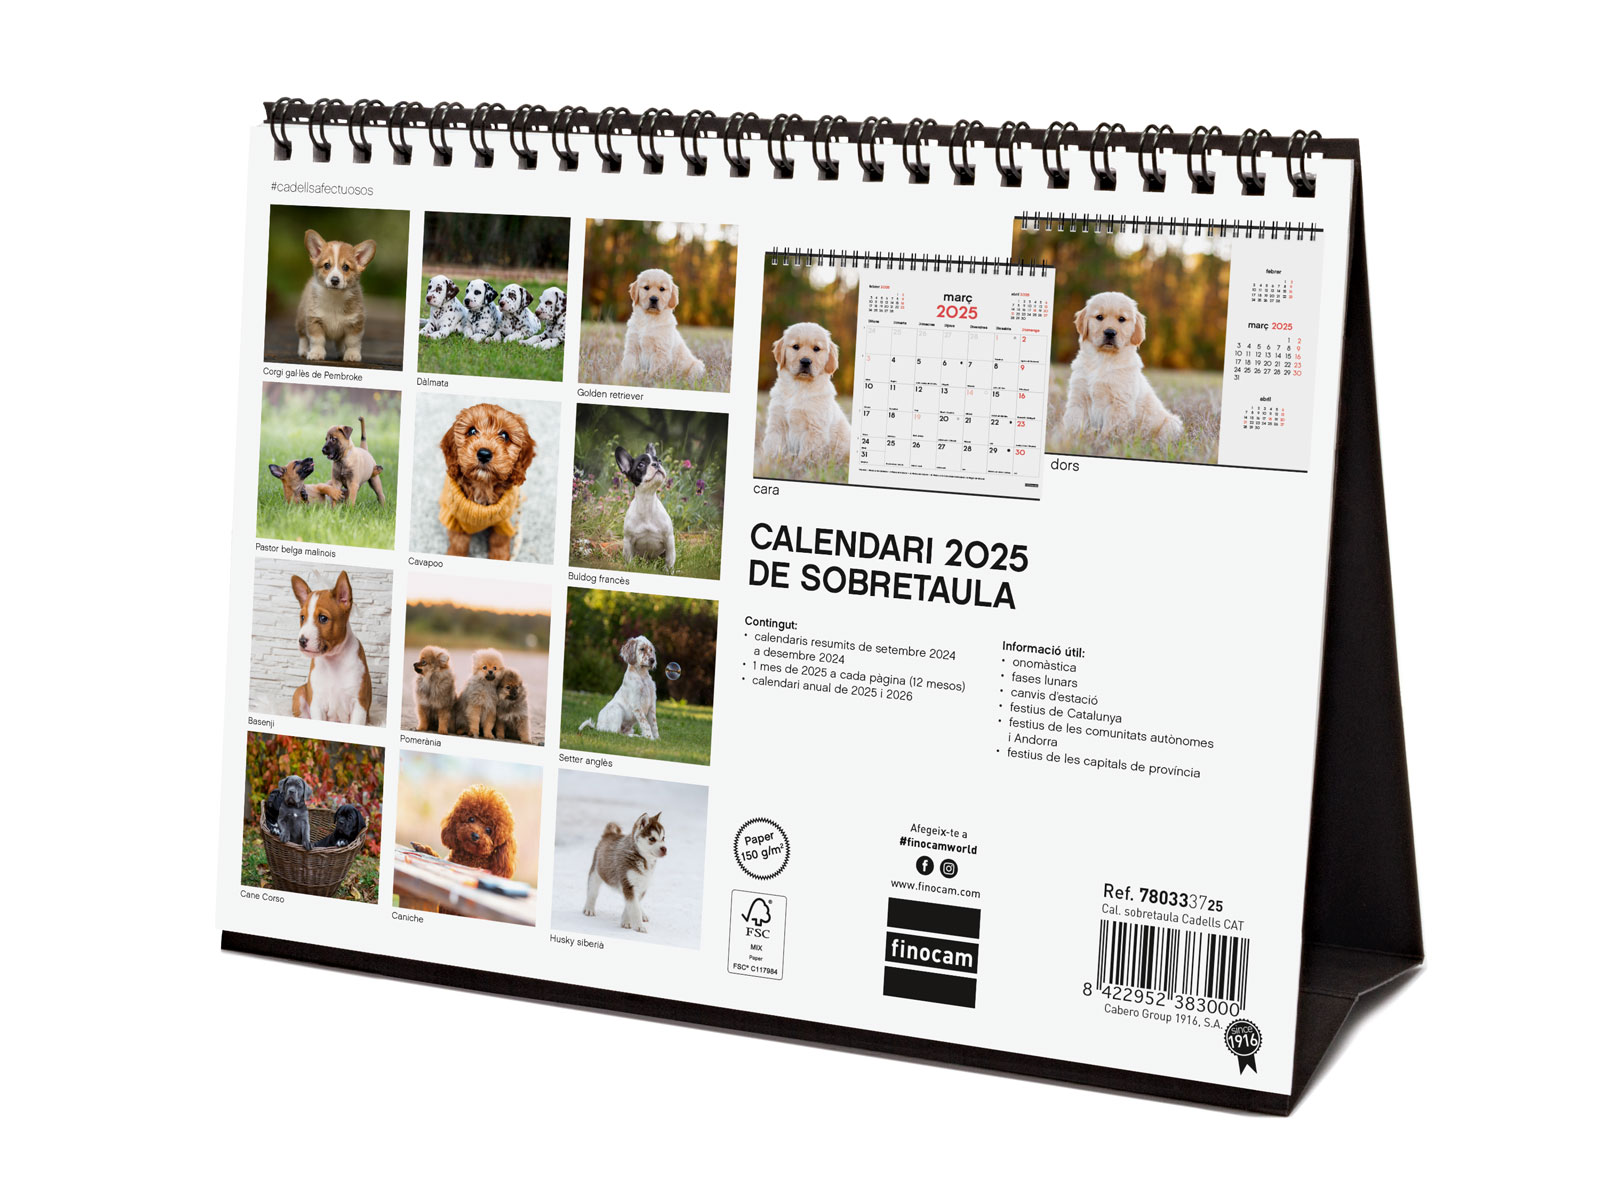 #cadellsafectuosos
Corgi gal·lès de Pembroke
Dàlmata
Golden retriever
Pastor belga malinois
Cavapoo
Buldog francès
Basenji
Pomerània
Setter anglès
Cane Corso
Caniche
Husky siberià
març
2025
cara
febrer
març 2025
abril
dors
CALENDARI 2025
DE SOBRETAULA
Contingut:
• calendaris resumits de setembre 2024
a desembre 2024
• 1 mes de 2025 a cada pàgina (12 mesos)
• calendari anual de 2025 i 2026
Informació útil:
• onomàstica
• fases lunars
• canvis d'estació
• festius de Catalunya
• festius de les comunitats autònomes
i Andorra
• festius de les capitals de província
Paper
150 g/m²
FSC
MIX
Paper
FSC® C117984
Afegeix-te a
#finocamworld
www.finocam.com
finocam
Ref. 780333725
Cal. sobretaula Cadells CAT
8 422952 383000
Cabero Group 1916, S.A.
since
1916